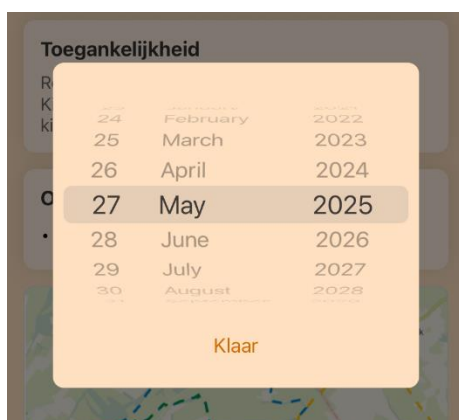 Toegankelijkheid
R
K
ki
24 February 2022
25 March 2023
26 April 2024
O
27 May 2025
28 June 2026
29 July 2027
30 August 2028
Klaar